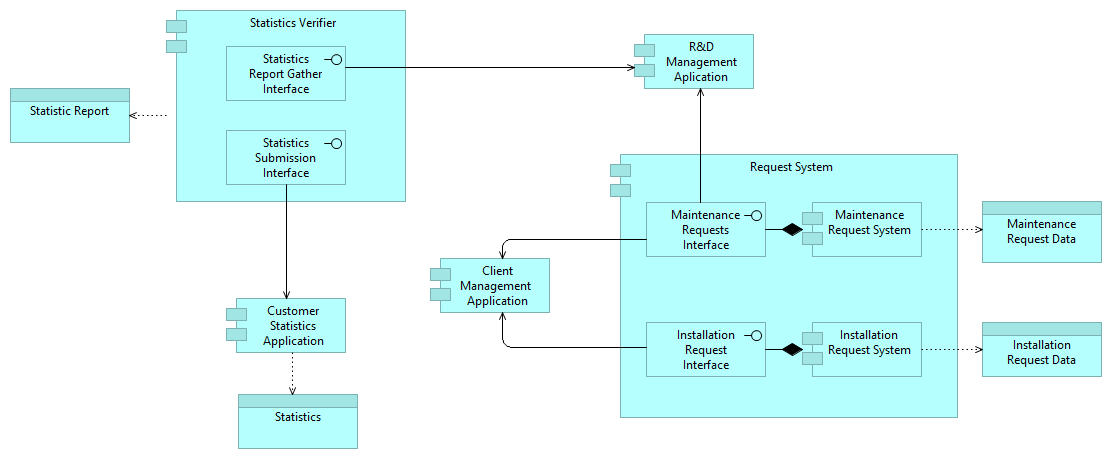 Statistics Verifier
Statistics
Report Gather
Interface
R&D
Management
Aplication
Statistic Report
Statistics
Submission
Interface
Request System
Maintenance
Requests
Interface
Maintenance
Request System
Maintenance
Request Data
Client
Management
Application
Customer
Statistics
Application
Installation
Request
Interface
Installation
Request System
Installation
Request Data
Statistics